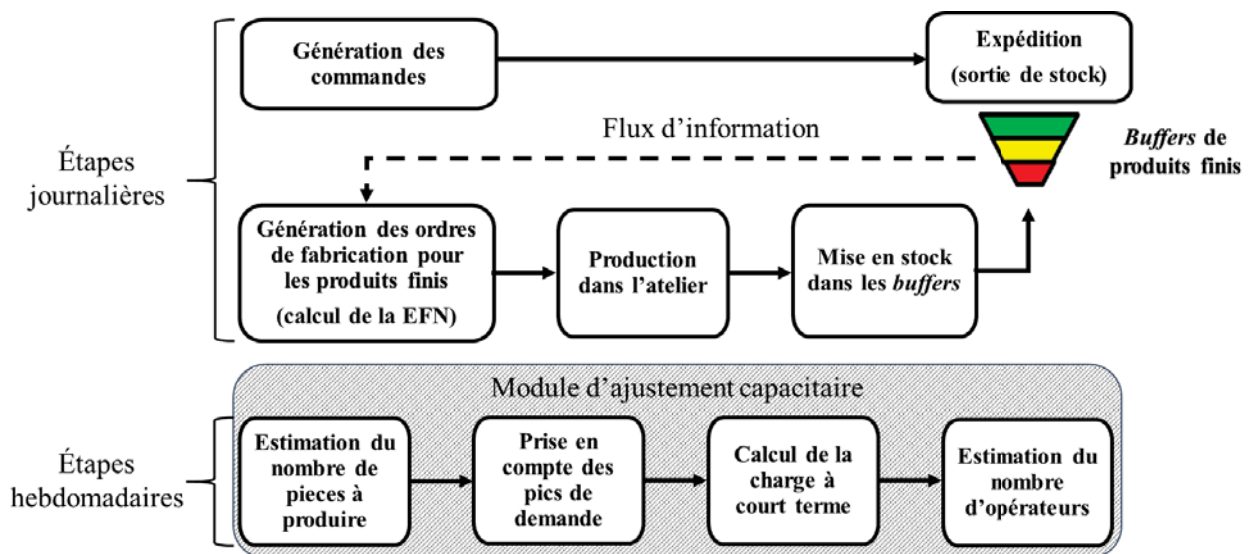 Génération des
commandes
Expédition
(sortie de stock)
Flux d'information
Buffers de
produits finis
Étapes
journalières
Génération des ordres
de fabrication pour
les produits finis
(calcul de la EFN)
Production
dans l'atelier
Mise en stock
dans les buffers
Module d'ajustement capacitaire
Étapes
hebdomadaires
Estimation du
nombre de
pieces à
produire
Prise en
compte des
pics de
demande
Calcul de la
charge à
court terme
Estimation du
nombre
d'opérateurs